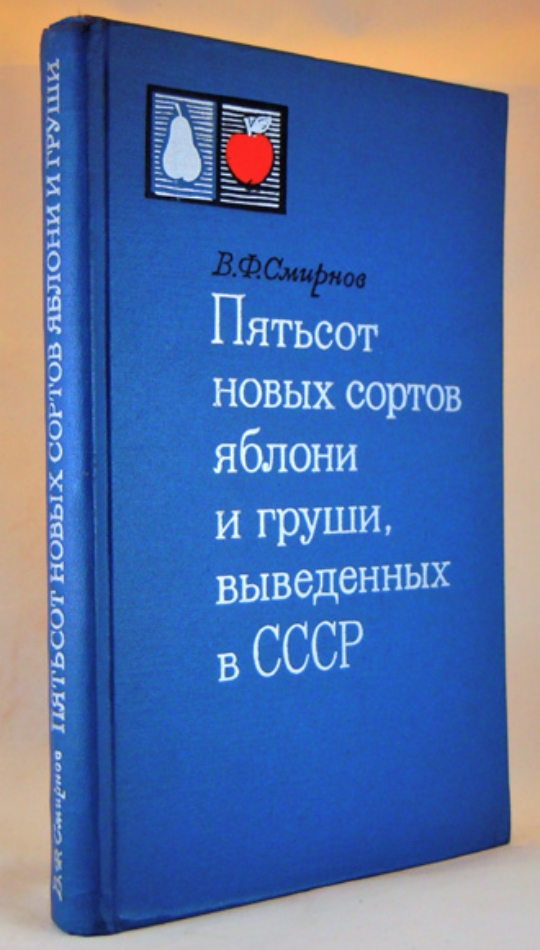 В.Ф.Смирнов
Пятьсот
новых сортов
яблони
и груши,
выведенных
в СССР
В.Ф.Смирнов ПЯТЬСОТ НОВЫХ СОРТОВ ЯБЛОНИ И ГРУШИ